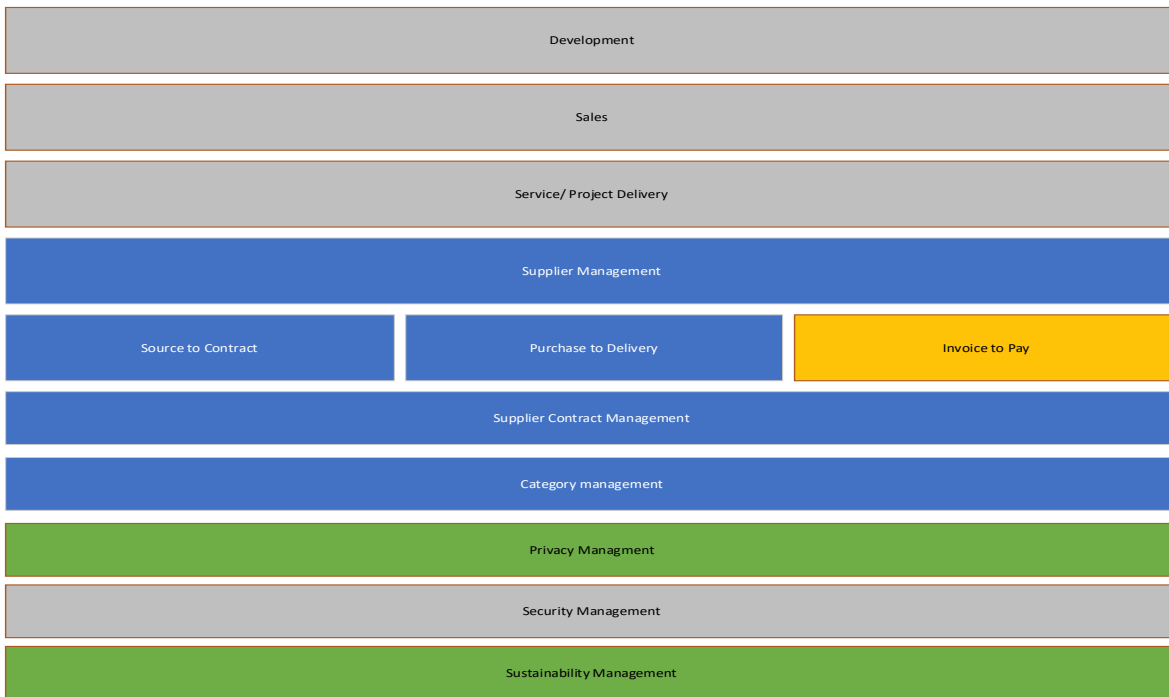 Development
Sales
Service/ Project Delivery
Supplier Management
Source to Contract
Purchase to Delivery
Invoice to Pay
Supplier Contract Management
Category management
Privacy Managment
Security Management
Sustainability Management